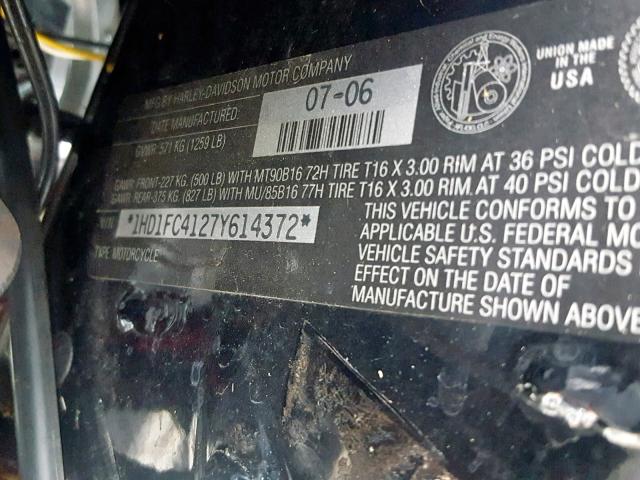 MFG BY HARLEY-DAVIDSON MOTOR COMPANY
DATE MANUFACTURED: 07-06
GVWR: 571 KG (1259 LB)
GAWR: FRONT-227 KG. (500 LB) WITH MT90B16 72H TIRE T16 X 3.00 RIM AT 36 PSI COLD
GAWR: REAR-375 KG. (827 LB) WITH MU/85B16 77H TIRE T16 X 3.00 RIM AT 40 PSI COLD
VIN: *1HD1FC4127Y614372*
TYPE: MOTORCYCLE
THIS VEHICLE CONFORMS TO
APPLICABLE U.S. FEDERAL MO
VEHICLE SAFETY STANDARDS
EFFECT ON THE DATE OF
MANUFACTURE SHOWN ABOVE
UNION MADE
IN THE
USA